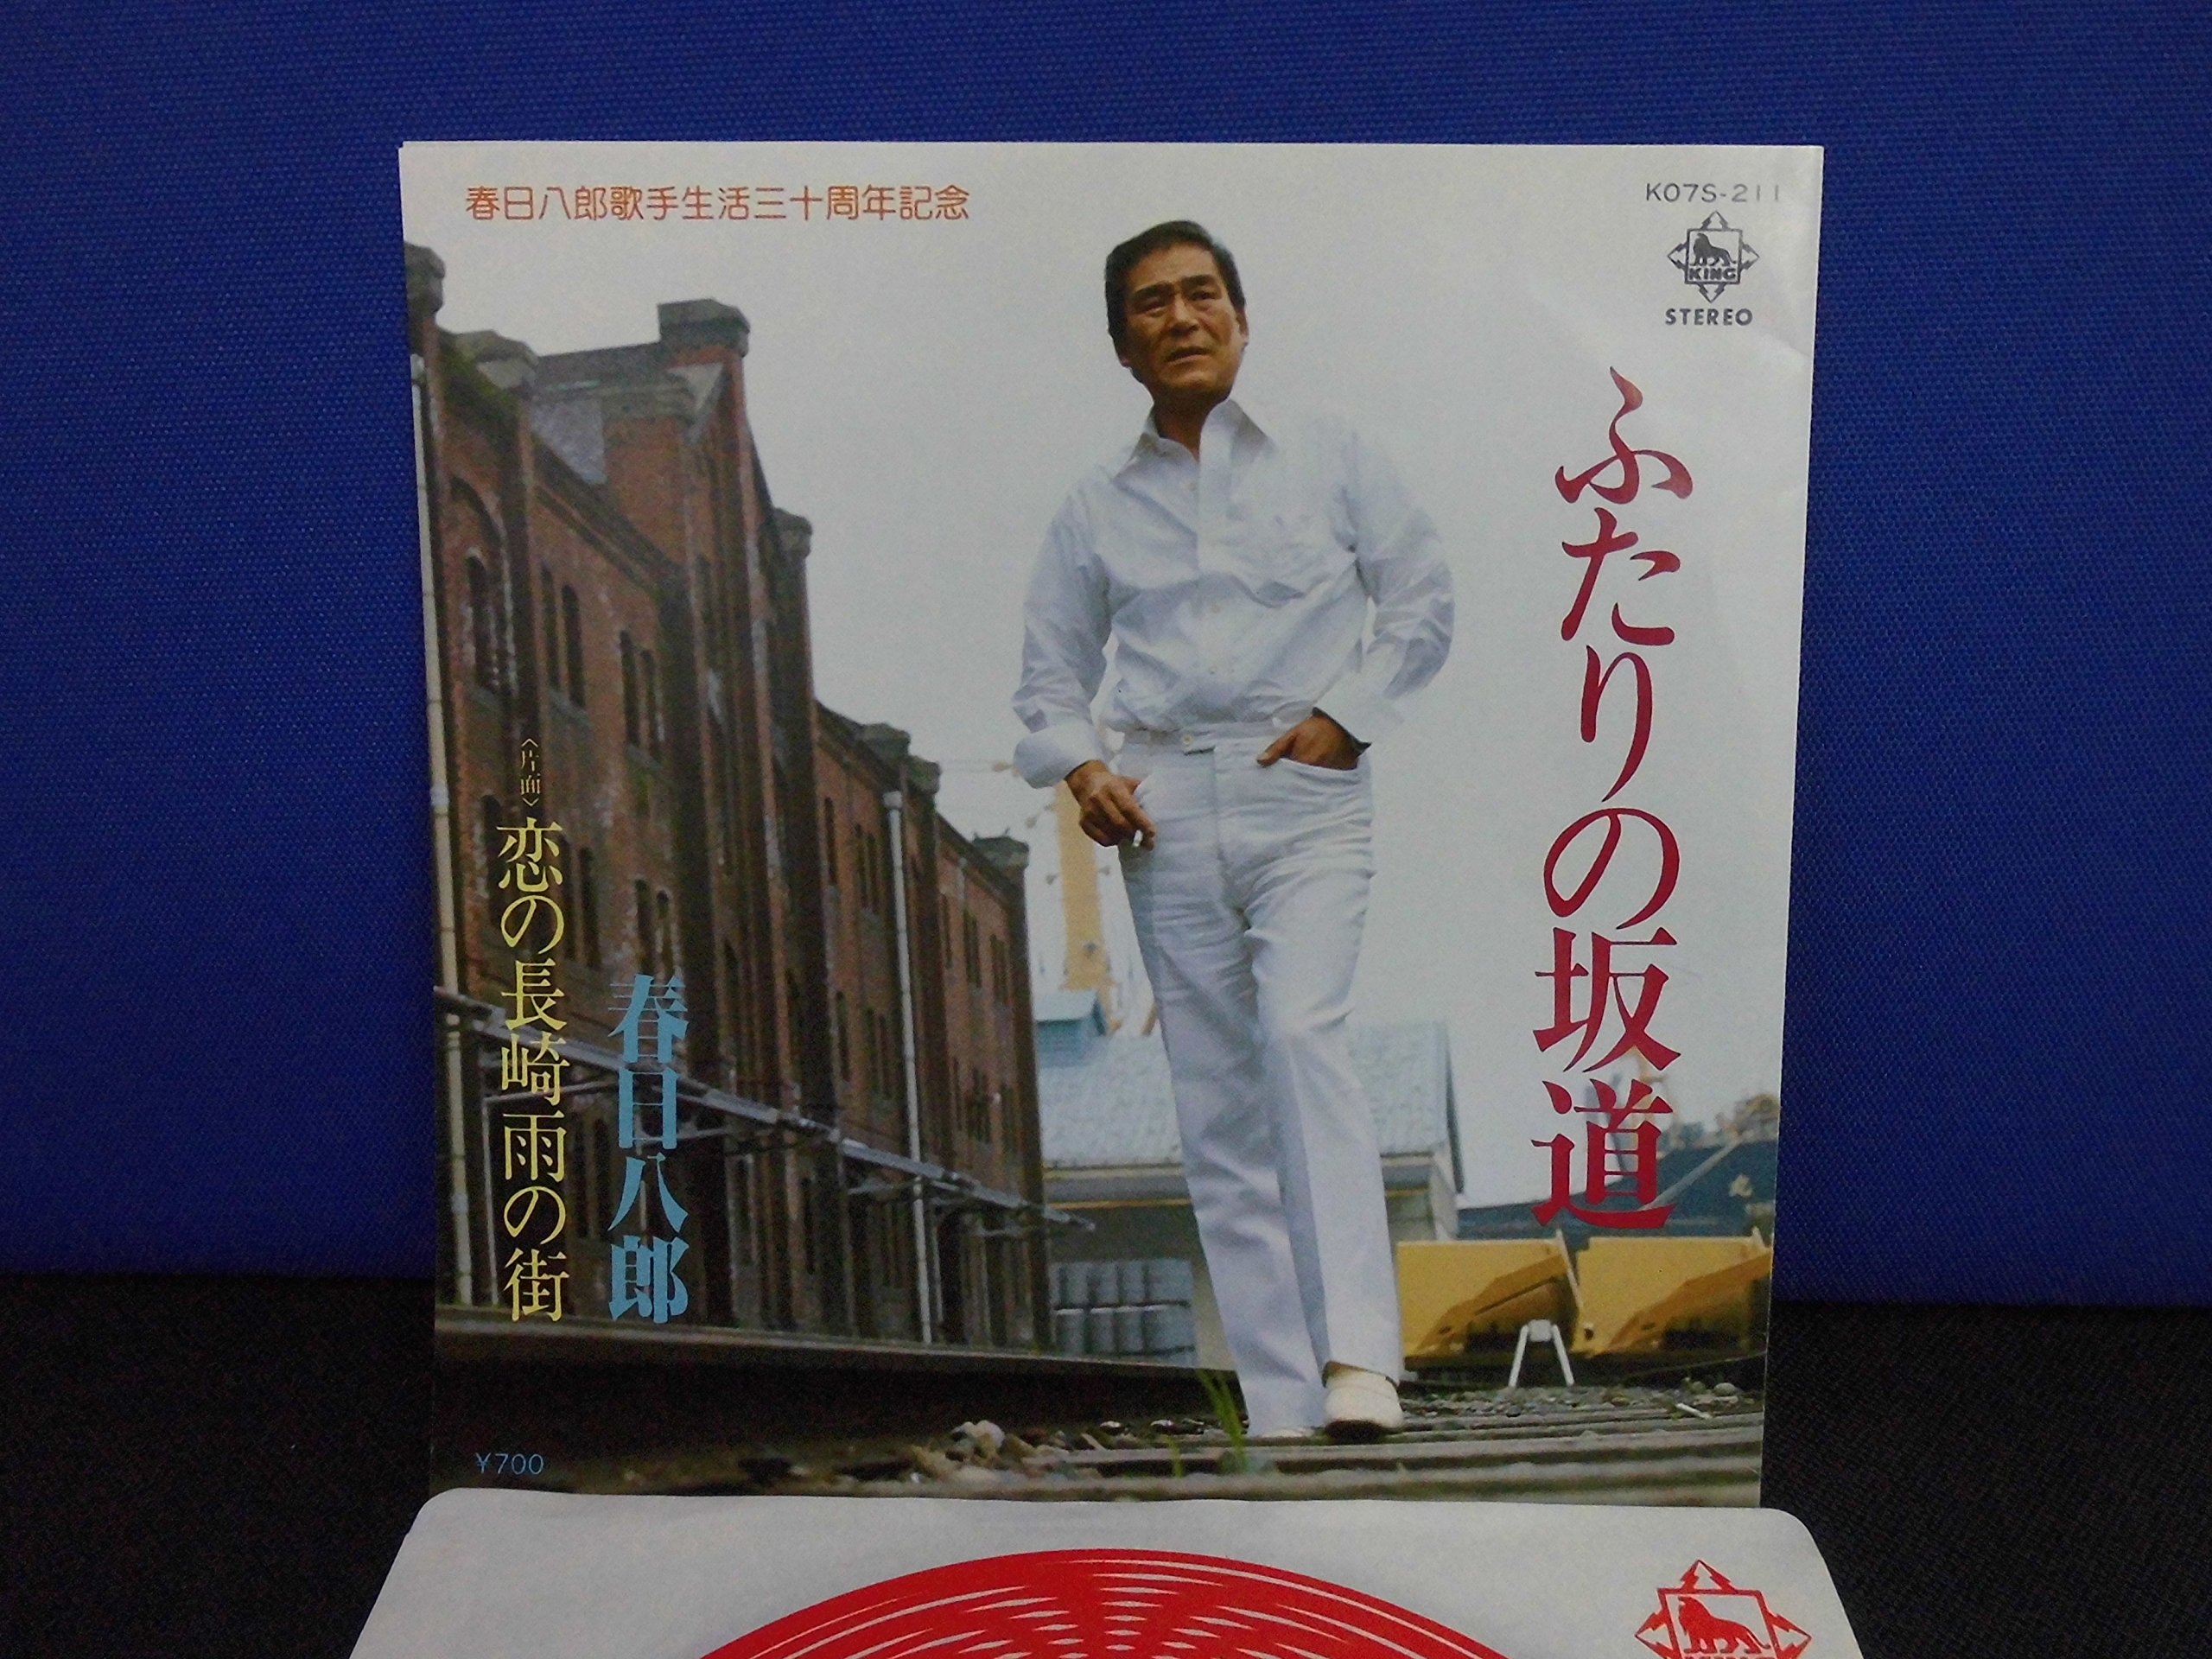 春日八郎歌手生活三十周年記念
K07S-211
KING
STEREO
ふたりの坂道
春日八郎
〈片面〉恋の長崎雨の街
¥700